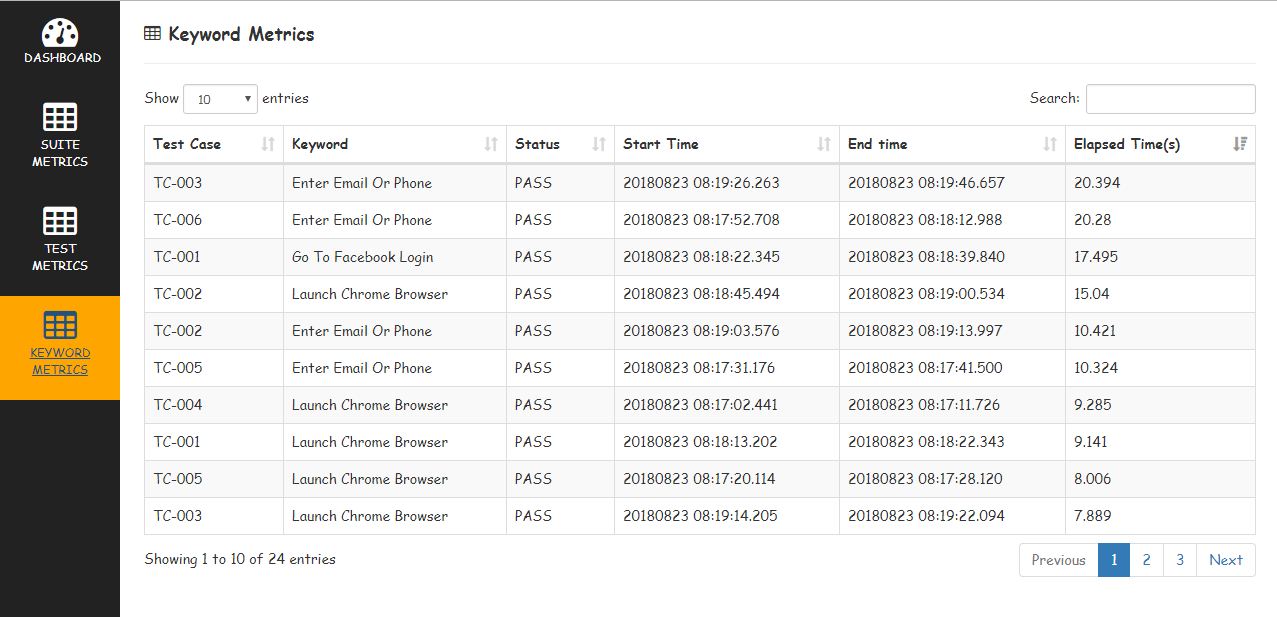 DASHBOARD
SUITE
METRICS
TEST
METRICS
KEYWORD
METRICS
Keyword Metrics
Show 10 entries Search:
Test Case Keyword Status Start Time End time Elapsed Time(s)
TC-003 Enter Email Or Phone PASS 20180823 08:19:26.263 20180823 08:19:46.657 20.394
TC-006 Enter Email Or Phone PASS 20180823 08:17:52.708 20180823 08:18:12.988 20.28
TC-001 Go To Facebook Login PASS 20180823 08:18:22.345 20180823 08:18:39.840 17.495
TC-002 Launch Chrome Browser PASS 20180823 08:18:45.494 20180823 08:19:00.534 15.04
TC-002 Enter Email Or Phone PASS 20180823 08:19:03.576 20180823 08:19:13.997 10.421
TC-005 Enter Email Or Phone PASS 20180823 08:17:31.176 20180823 08:17:41.500 10.324
TC-004 Launch Chrome Browser PASS 20180823 08:17:02.441 20180823 08:17:11.726 9.285
TC-001 Launch Chrome Browser PASS 20180823 08:18:13.202 20180823 08:18:22.343 9.141
TC-005 Launch Chrome Browser PASS 20180823 08:17:20.114 20180823 08:17:28.120 8.006
TC-003 Launch Chrome Browser PASS 20180823 08:19:14.205 20180823 08:19:22.094 7.889
Showing 1 to 10 of 24 entries Previous 1 2 3 Next